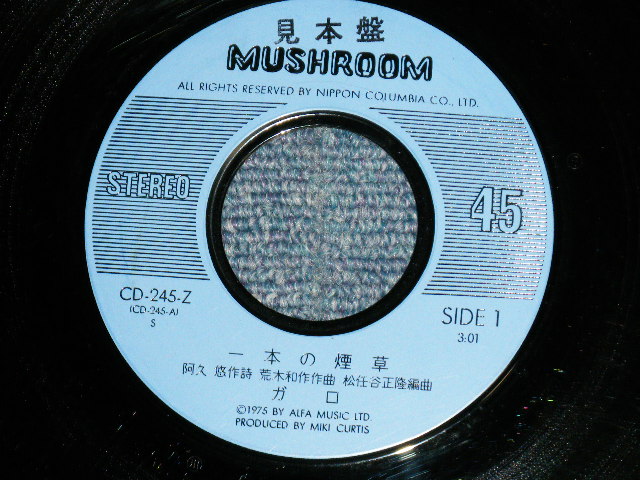 見本盤
MUSHROOM
ALL RIGHTS RESERVED BY NIPPON COLUMBIA CO., LTD.
STEREO
45
CD-245-Z
(CD-245-A)
S
SIDE 1
3:01
一本の煙草
阿久 悠作詩 荒木和作作曲 松任谷正隆編曲
ガロ
©1975 BY ALFA MUSIC LTD.
PRODUCED BY MIKI CURTIS